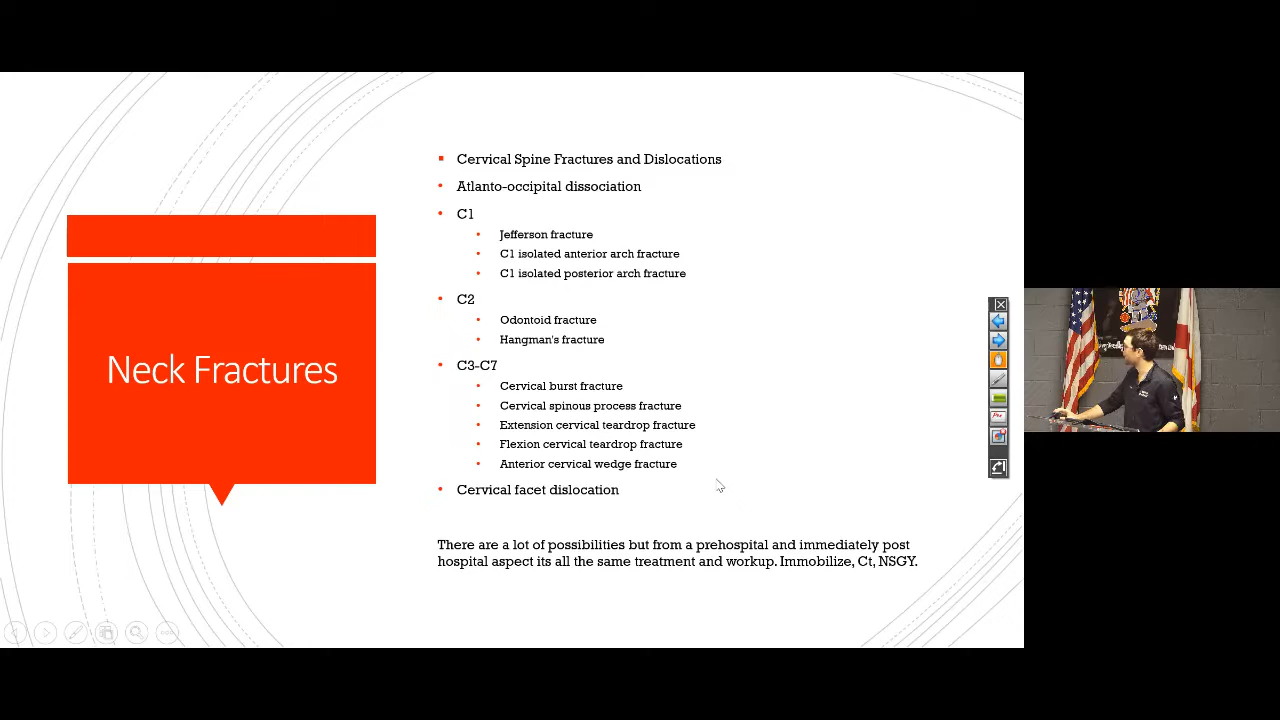 Cervical Spine Fractures and Dislocations
Atlanto-occipital dissociation
C1
Jefferson fracture
C1 isolated anterior arch fracture
C1 isolated posterior arch fracture
C2
Odontoid fracture
Hangman's fracture
C3-C7
Cervical burst fracture
Cervical spinous process fracture
Extension cervical teardrop fracture
Flexion cervical teardrop fracture
Anterior cervical wedge fracture
Cervical facet dislocation
Neck Fractures
There are a lot of possibilities but from a prehospital and immediately post
hospital aspect its all the same treatment and workup. Immobilize, Ct, NSGY.